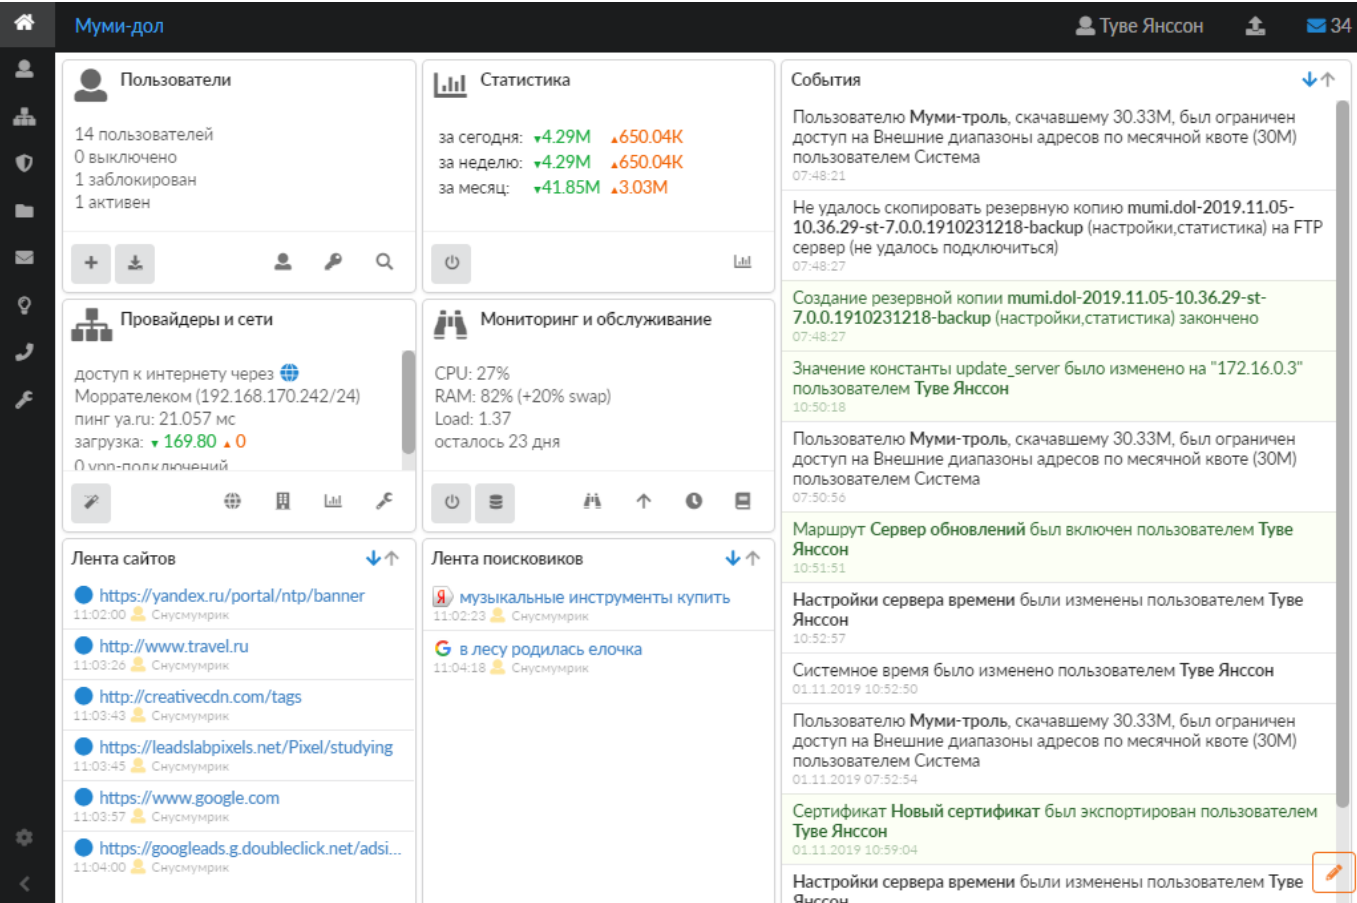 Муми-дол
Туве Янссон
34
Пользователи
14 пользователей
0 выключено
1 заблокирован
1 активен
Статистика
за сегодня: 4.29M 650.04K
за неделю: 4.29M 650.04K
за месяц: 41.85M 3.03M
Провайдеры и сети
доступ к интернету через
Моррателеком (192.168.170.242/24)
пинг ya.ru: 21.057 мс
загрузка: 169.80 0
0 vpn-подключений
Мониторинг и обслуживание
CPU: 27%
RAM: 82% (+20% swap)
Load: 1.37
осталось 23 дня
Лента сайтов
https://yandex.ru/portal/ntp/banner
11:02:00 Снусмумрик
http://www.travel.ru
11:03:26 Снусмумрик
http://creativecdn.com/tags
11:03:43 Снусмумрик
https://leadslabpixels.net/Pixel/studying
11:03:45 Снусмумрик
https://www.google.com
11:03:57 Снусмумрик
https://googleads.g.doubleclick.net/adsi...
11:04:00 Снусмумрик
Лента поисковиков
Я музыкальные инструменты купить
11:02:23 Снусмумрик
G в лесу родилась елочка
11:04:18 Снусмумрик
События
Пользователю Муми-троль, скачавшему 30.33M, был ограничен
доступ на Внешние диапазоны адресов по месячной квоте (30M)
пользователем Система
07:48:21
Не удалось скопировать резервную копию mumi.dol-2019.11.05-
10.36.29-st-7.0.0.1910231218-backup (настройки,статистика) на FTP
сервер (не удалось подключиться)
07:48:27
Создание резервной копии mumi.dol-2019.11.05-10.36.29-st-
7.0.0.1910231218-backup (настройки,статистика) закончено
07:48:27
Значение константы update_server было изменено на "172.16.0.3"
пользователем Туве Янссон
10:50:18
Пользователю Муми-троль, скачавшему 30.33M, был ограничен
доступ на Внешние диапазоны адресов по месячной квоте (30M)
пользователем Система
07:50:56
Маршрут Сервер обновлений был включен пользователем Туве
Янссон
10:51:51
Настройки сервера времени были изменены пользователем Туве
Янссон
10:52:57
Системное время было изменено пользователем Туве Янссон
01.11.2019 10:52:50
Пользователю Муми-троль, скачавшему 30.33M, был ограничен
доступ на Внешние диапазоны адресов по месячной квоте (30M)
пользователем Система
01.11.2019 07:52:54
Сертификат Новый сертификат был экспортирован пользователем
Туве Янссон
01.11.2019 10:59:04
Настройки сервера времени были изменены пользователем Туве
Янссон